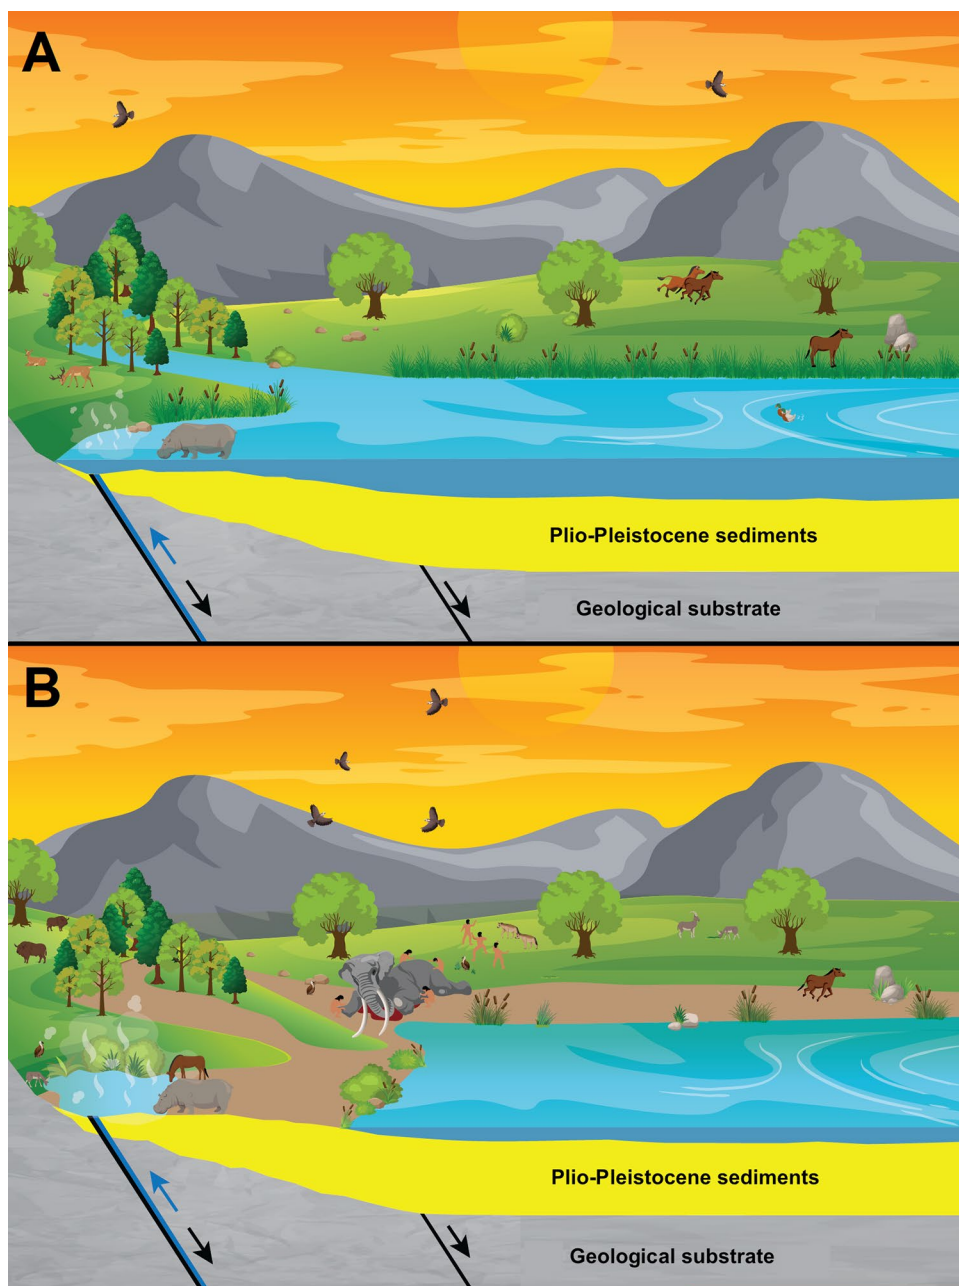 A
Plio-Pleistocene sediments
Geological substrate
B
Plio-Pleistocene sediments
Geological substrate